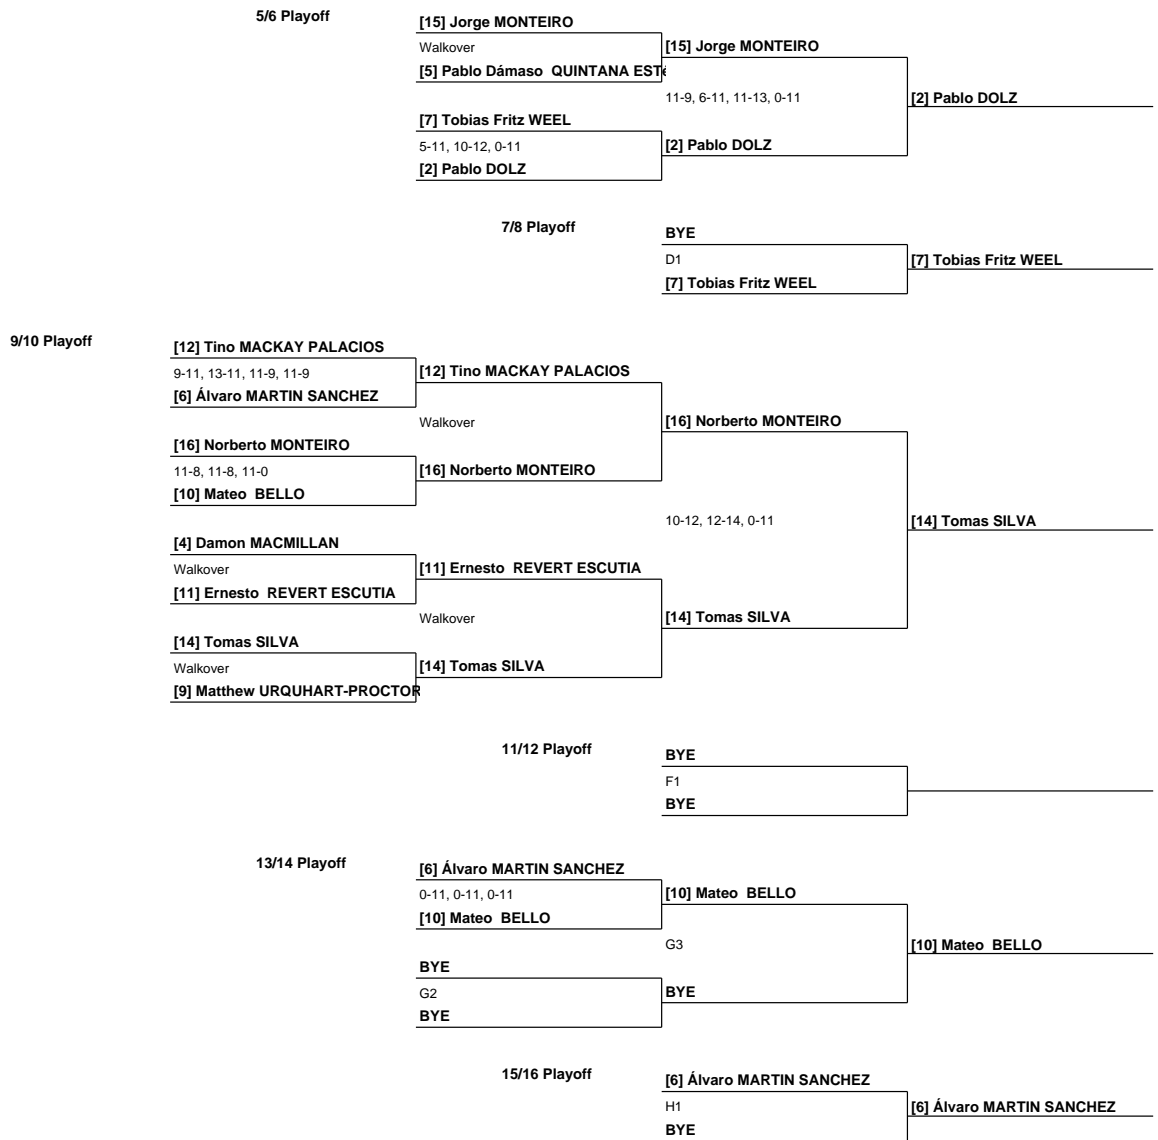 5/6 Playoff
[15] Jorge MONTEIRO
Walkover
[15] Jorge MONTEIRO
[5] Pablo Dámaso  QUINTANA ESTé
11-9, 6-11, 11-13, 0-11
[2] Pablo DOLZ
[7] Tobias Fritz WEEL
5-11, 10-12, 0-11
[2] Pablo DOLZ
[2] Pablo DOLZ
7/8 Playoff
BYE
D1
[7] Tobias Fritz WEEL
[7] Tobias Fritz WEEL
9/10 Playoff
[12] Tino MACKAY PALACIOS
9-11, 13-11, 11-9, 11-9
[12] Tino MACKAY PALACIOS
[6] Álvaro MARTIN SANCHEZ
Walkover
[16] Norberto MONTEIRO
[16] Norberto MONTEIRO
11-8, 11-8, 11-0
[16] Norberto MONTEIRO
[10] Mateo  BELLO
10-12, 12-14, 0-11
[14] Tomas SILVA
[4] Damon MACMILLAN
Walkover
[11] Ernesto  REVERT ESCUTIA
[11] Ernesto  REVERT ESCUTIA
Walkover
[14] Tomas SILVA
[14] Tomas SILVA
Walkover
[14] Tomas SILVA
[9] Matthew URQUHART-PROCTOR
11/12 Playoff
BYE
F1
BYE
13/14 Playoff
[6] Álvaro MARTIN SANCHEZ
0-11, 0-11, 0-11
[10] Mateo  BELLO
[10] Mateo  BELLO
G3
[10] Mateo  BELLO
BYE
G2
BYE
BYE
15/16 Playoff
[6] Álvaro MARTIN SANCHEZ
H1
[6] Álvaro MARTIN SANCHEZ
BYE